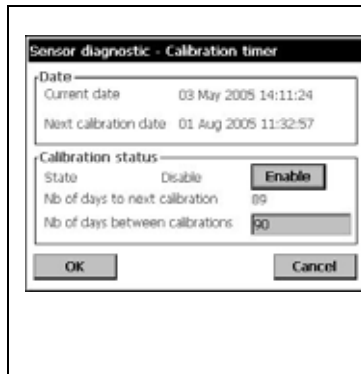 Sensor diagnostic - Calibration timer
Date
Current date 03 May 2005 14:11:24
Next calibration date 01 Aug 2005 11:32:57
Calibration status
State Disable Enable
Nb of days to next calibration 89
Nb of days between calibrations 90
OK Cancel